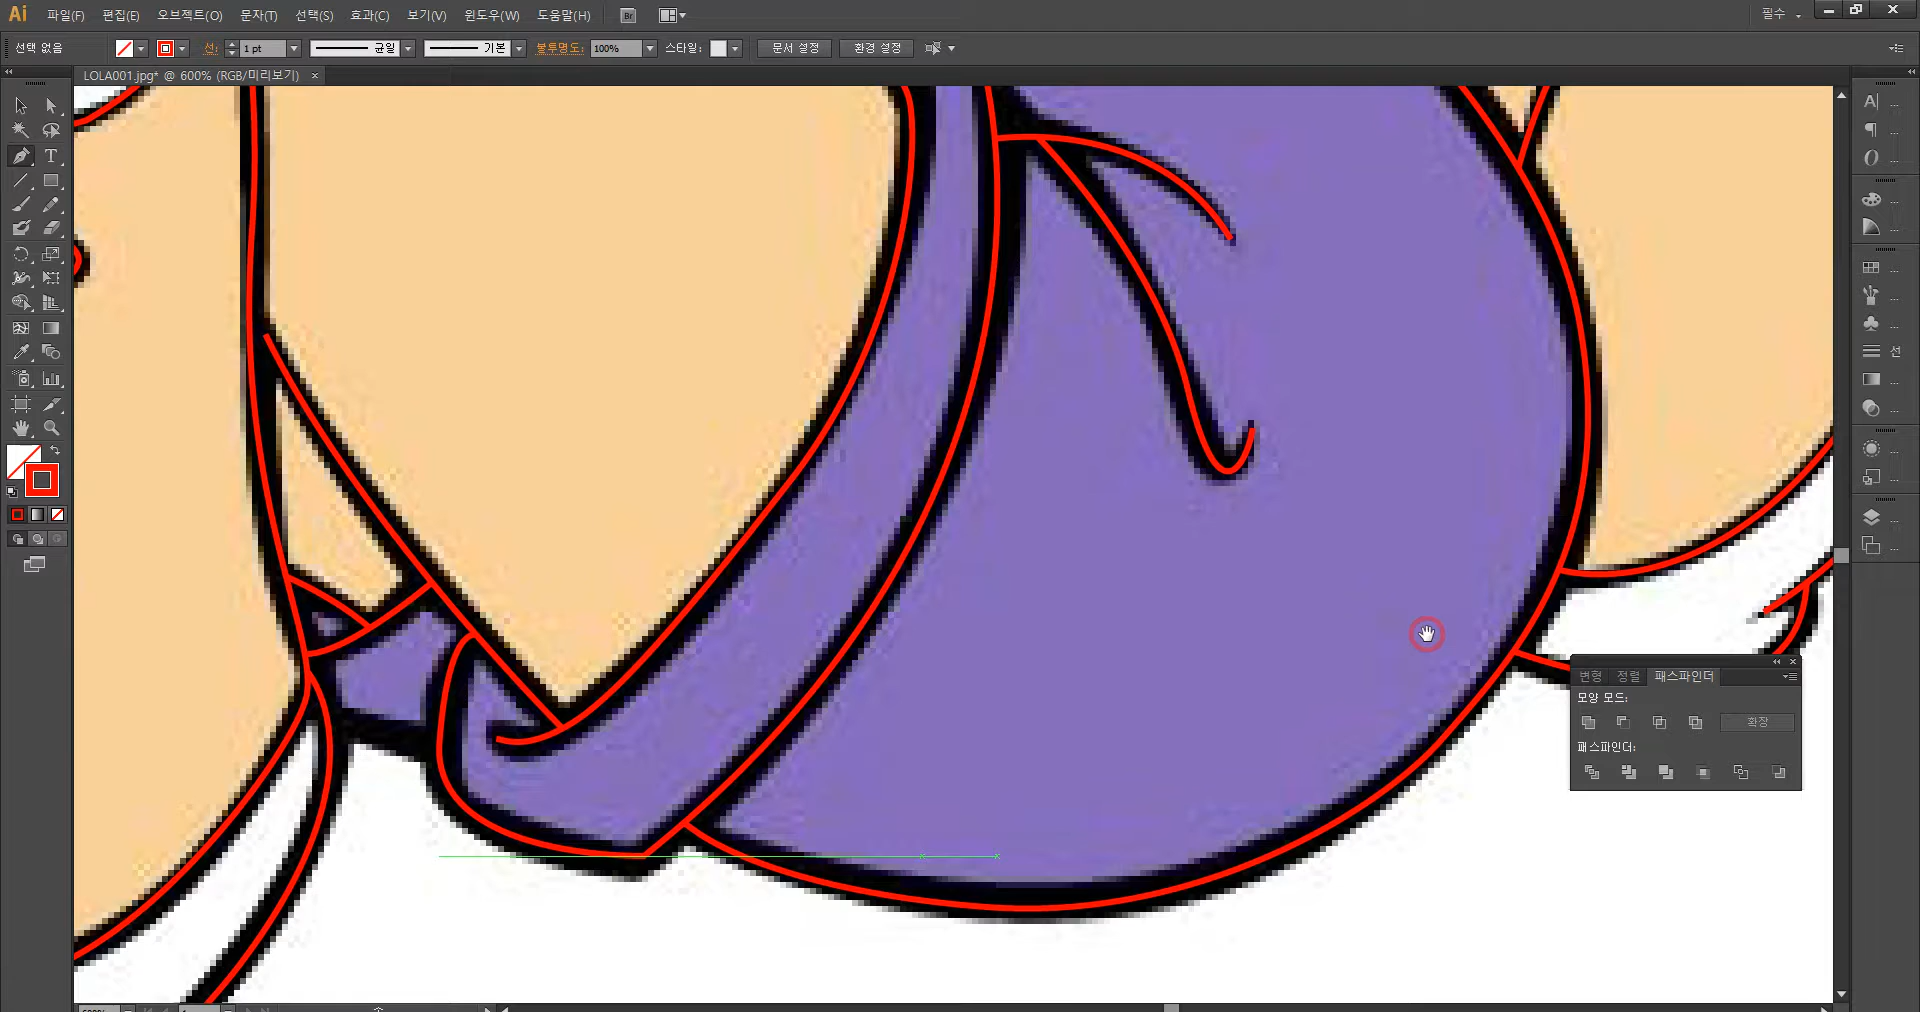 Ai 파일(F) 편집(E) 오브젝트(O) 문자(T) 선택(S) 효과(C) 보기(V) 윈도우(W) 도움말(H) Br 필수
선택 없음 선: 1 pt 균일 기본 불투명도: 100% 스타일: 문서 설정 환경 설정
LOLA001.jpg* @ 600% (RGB/미리보기) ×
선
변형 정렬 패스파인더
모양 모드:
확장
패스파인더: